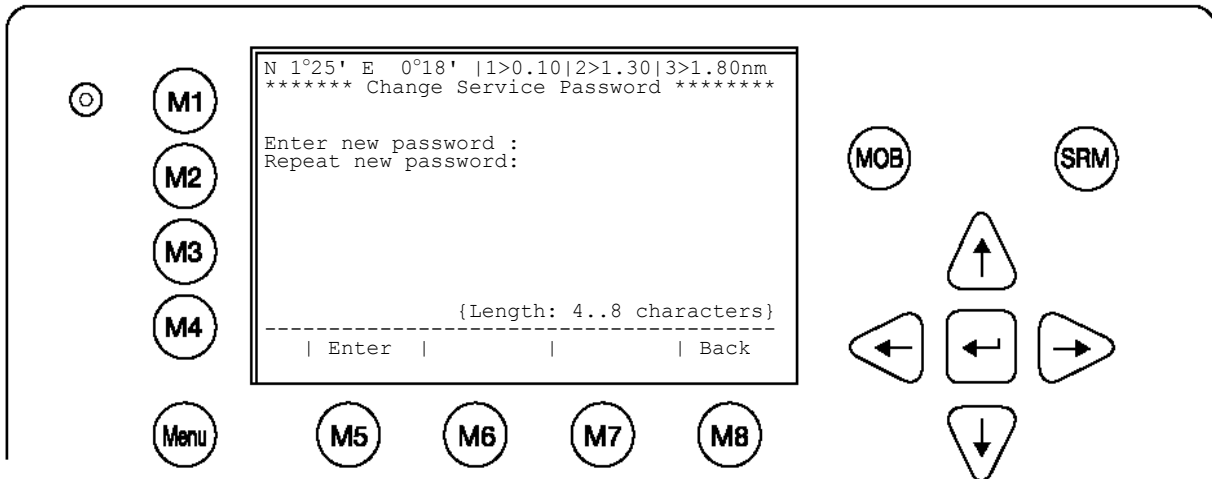 N 1°25' E 0°18' |1>0.10|2>1.30|3>1.80nm
******* Change Service Password ********
Enter new password :
Repeat new password:
{Length: 4..8 characters}
----------------------------------------
| Enter | | | Back
M1
M2
M3
M4
Menu
M5
M6
M7
M8
MOB
SRM